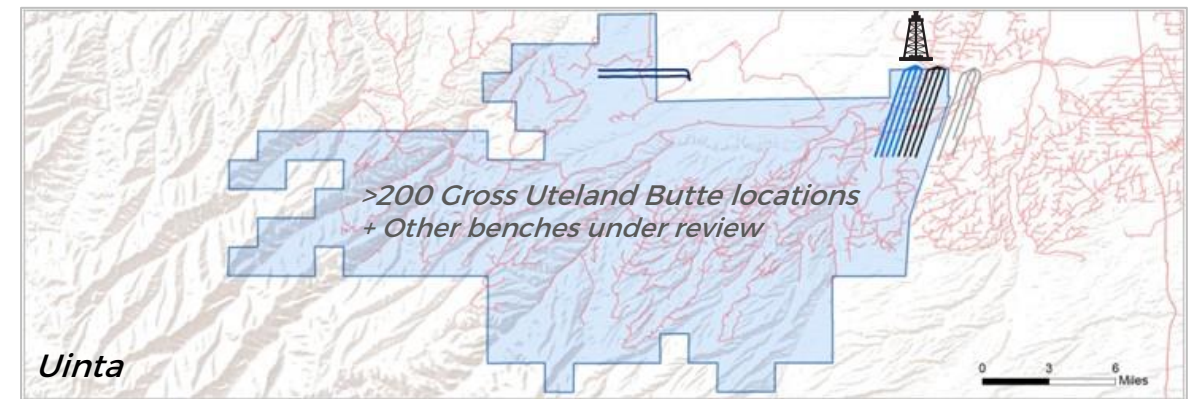 >200 Gross Uteland Butte locations
+ Other benches under review
Uinta
0 3 6
Miles